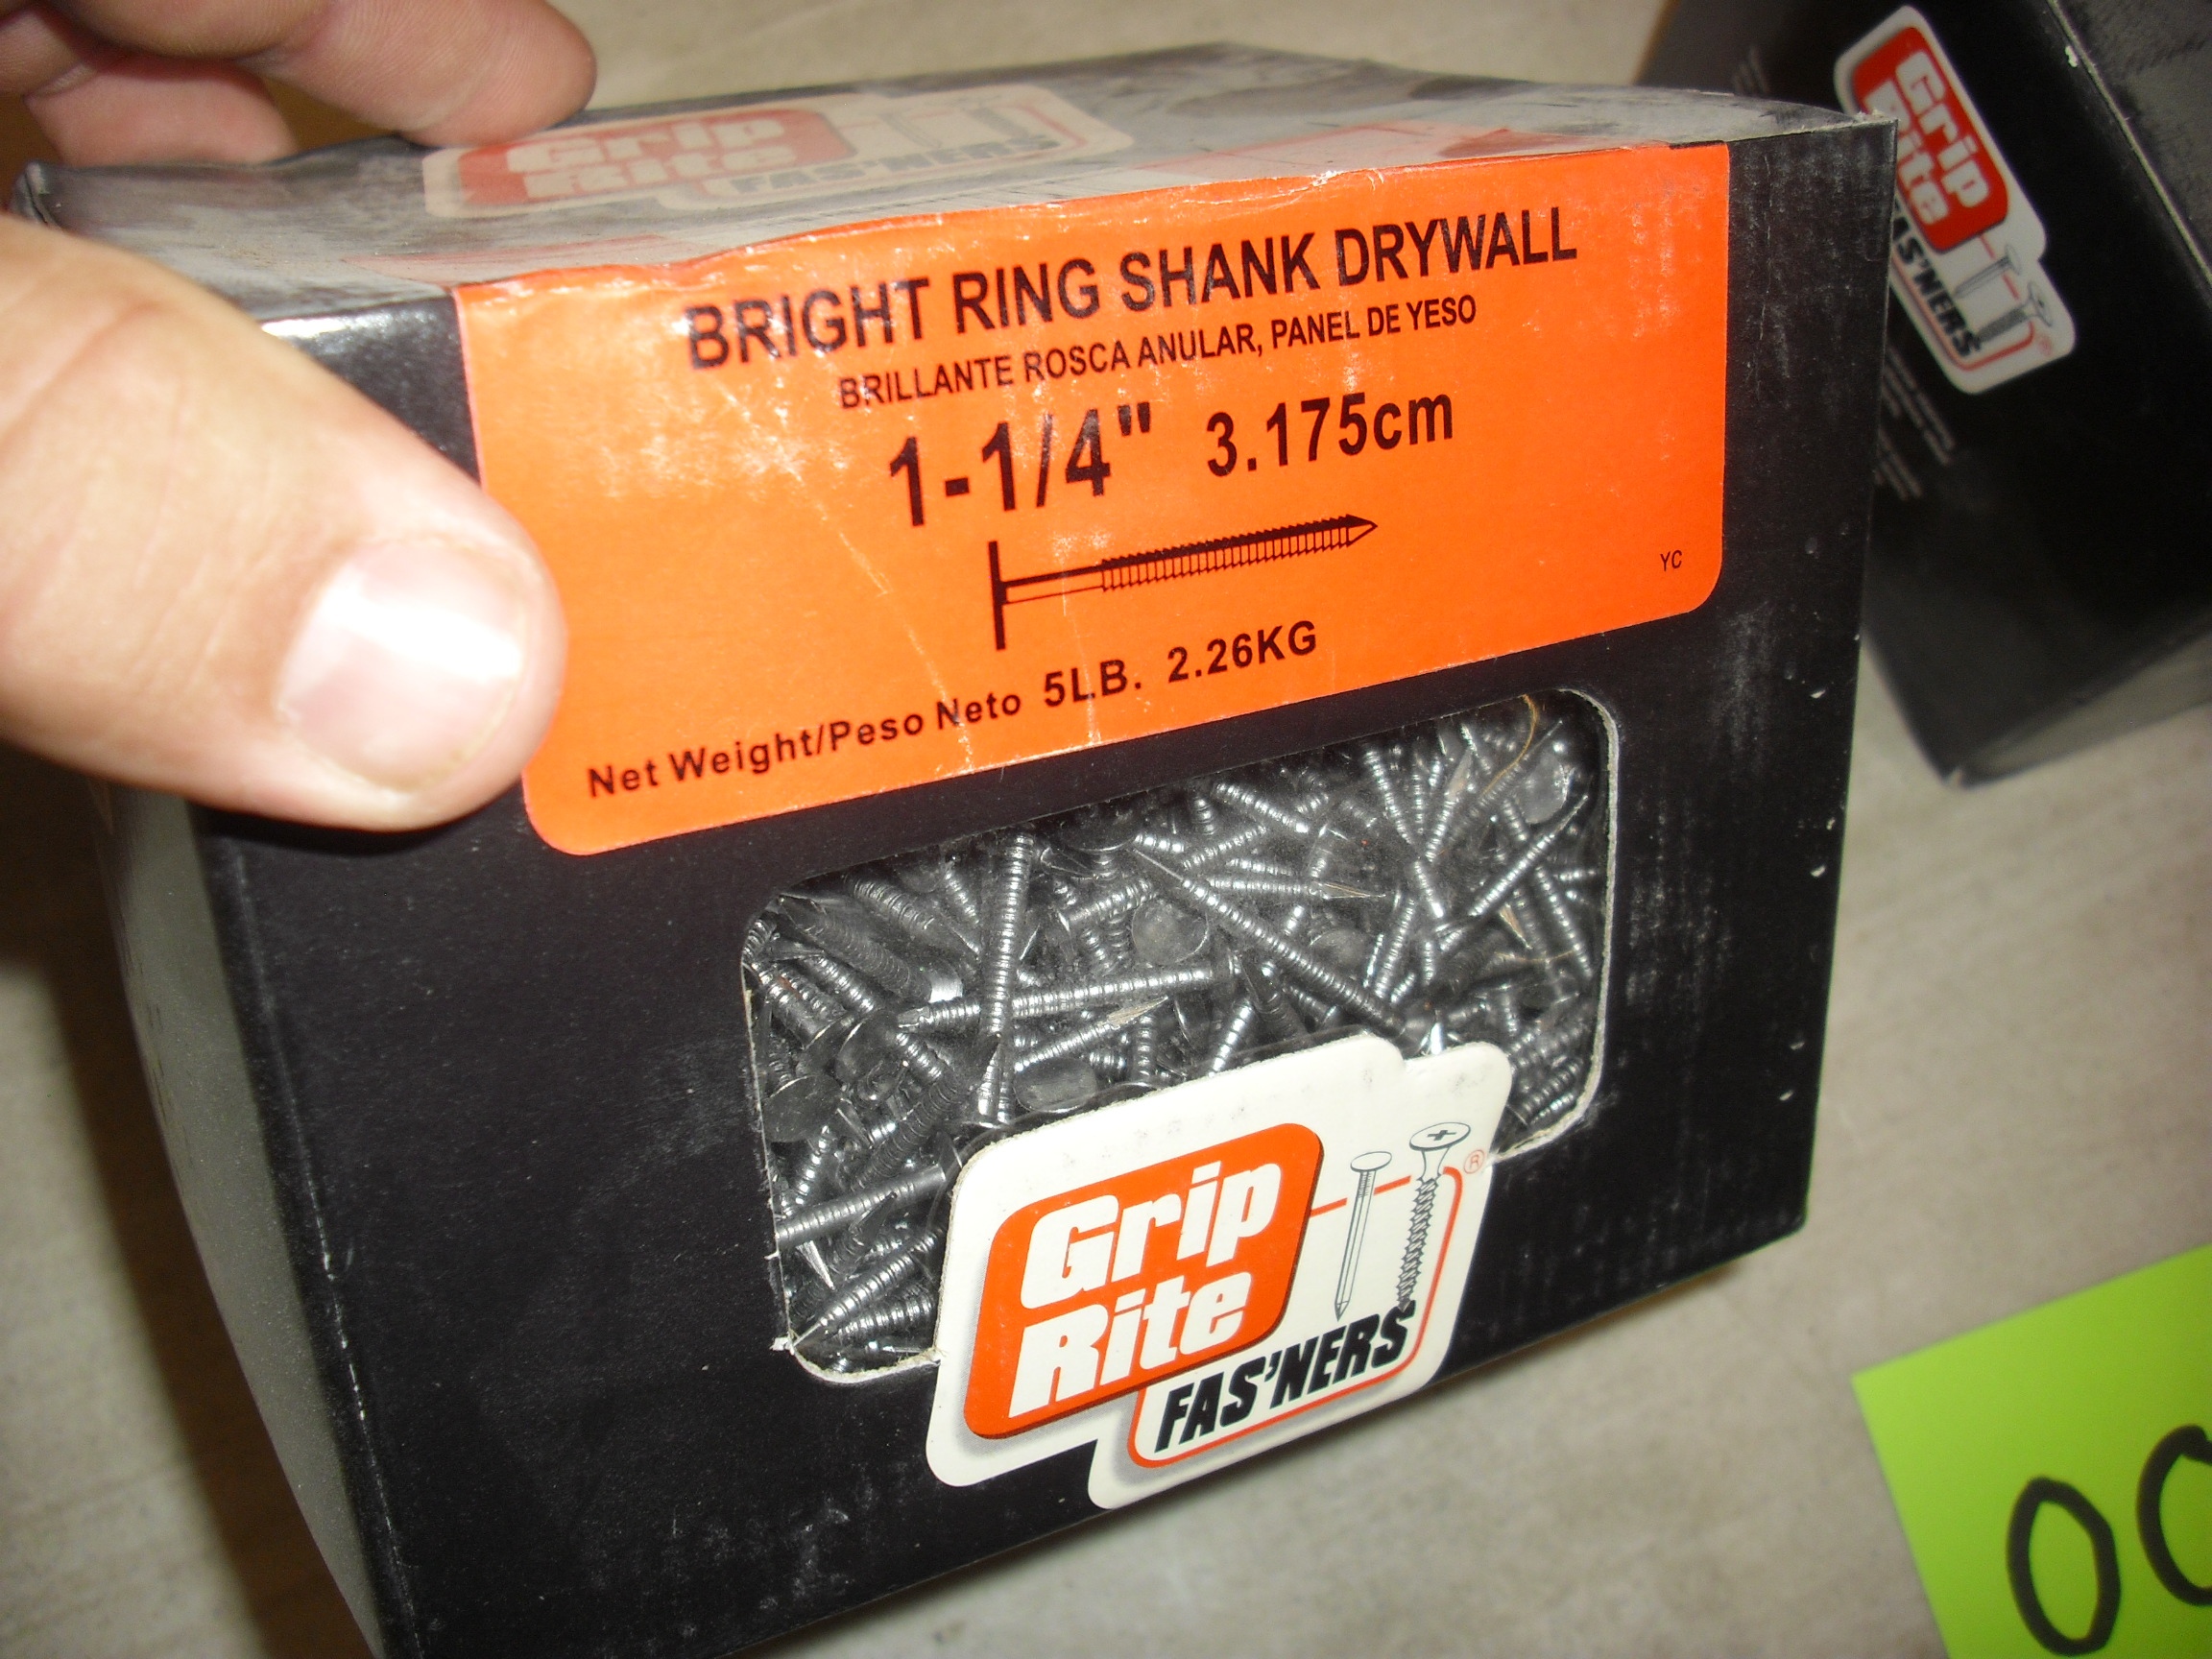 Grip
Rite
FAS'NERS
BRIGHT RING SHANK DRYWALL
BRILLANTE ROSCA ANULAR, PANEL DE YESO
1-1/4" 3.175cm
YC
Net Weight/Peso Neto 5LB. 2.26KG
Grip
Rite
FAS'NERS
®
Grip
Rite
FAS'NERS
®